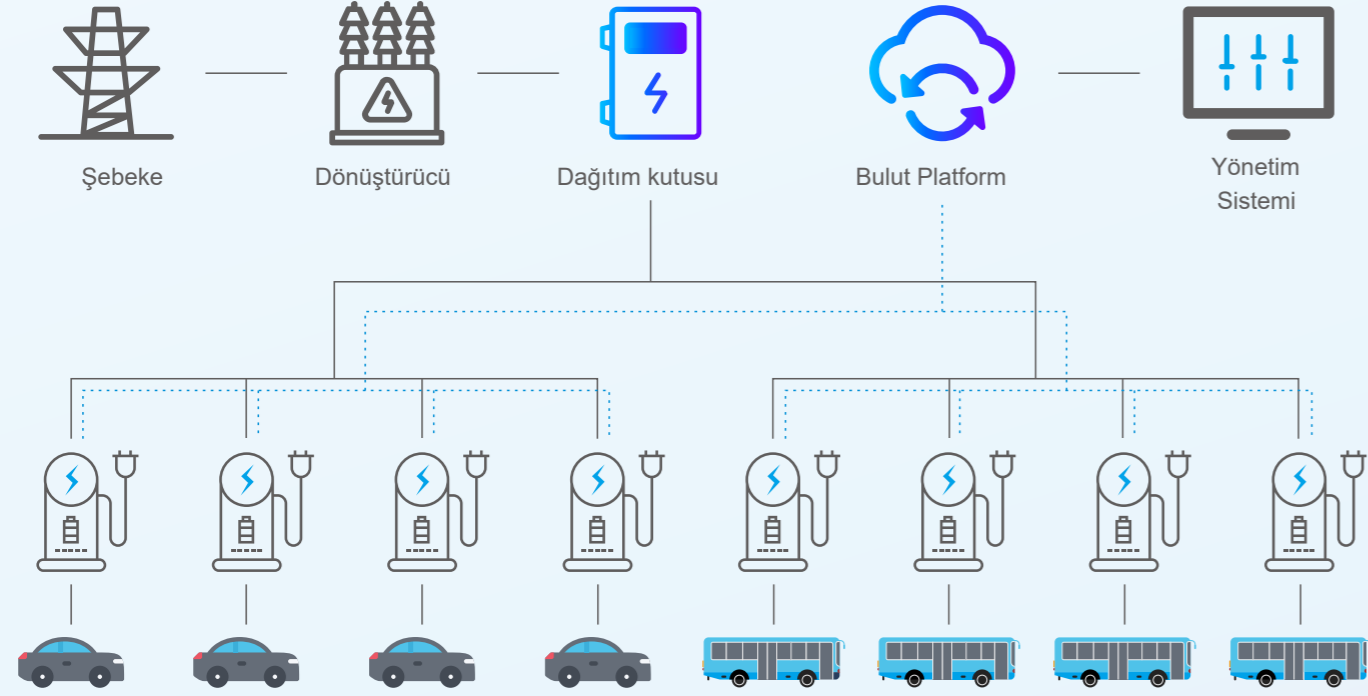 Şebeke
Dönüştürücü
Dağıtım kutusu
Bulut Platform
Yönetim
Sistemi